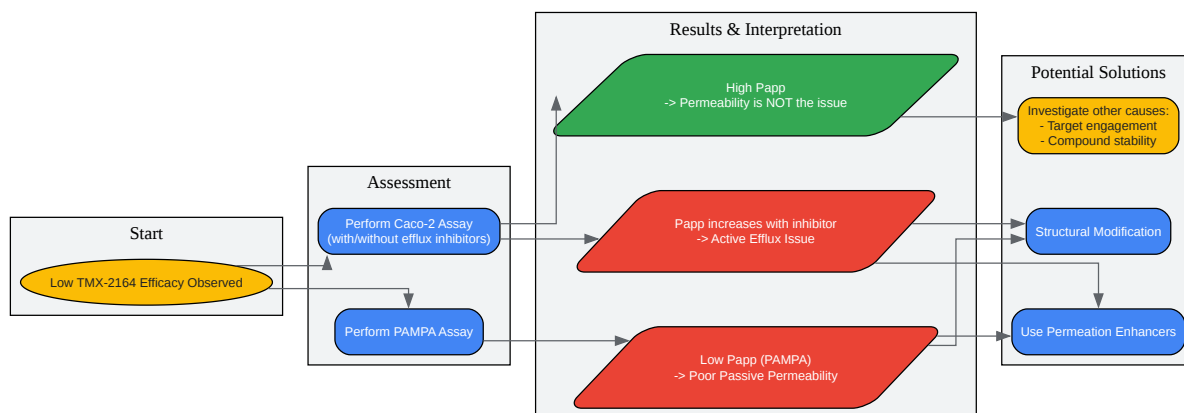 Start
Low TMX-2164 Efficacy Observed
Assessment
Perform Caco-2 Assay
(with/without efflux inhibitors)
Perform PAMPA Assay
Results & Interpretation
High Papp
-> Permeability is NOT the issue
Papp increases with inhibitor
-> Active Efflux Issue
Low Papp (PAMPA)
-> Poor Passive Permeability
Potential Solutions
Investigate other causes:
- Target engagement
- Compound stability
Structural Modification
Use Permeation Enhancers